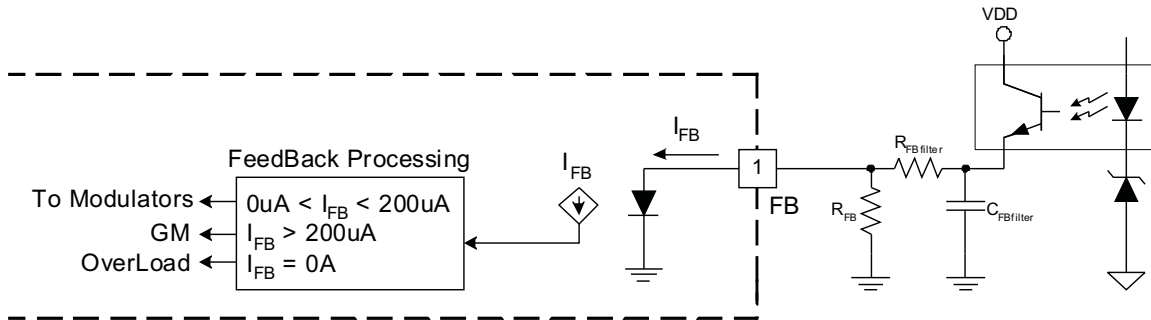 VDD
I_FB
R_FBfilter
FeedBack Processing
I_FB
1
To Modulators
0uA < I_FB < 200uA
FB
R_FB
C_FBfilter
GM
I_FB > 200uA
OverLoad
I_FB = 0A